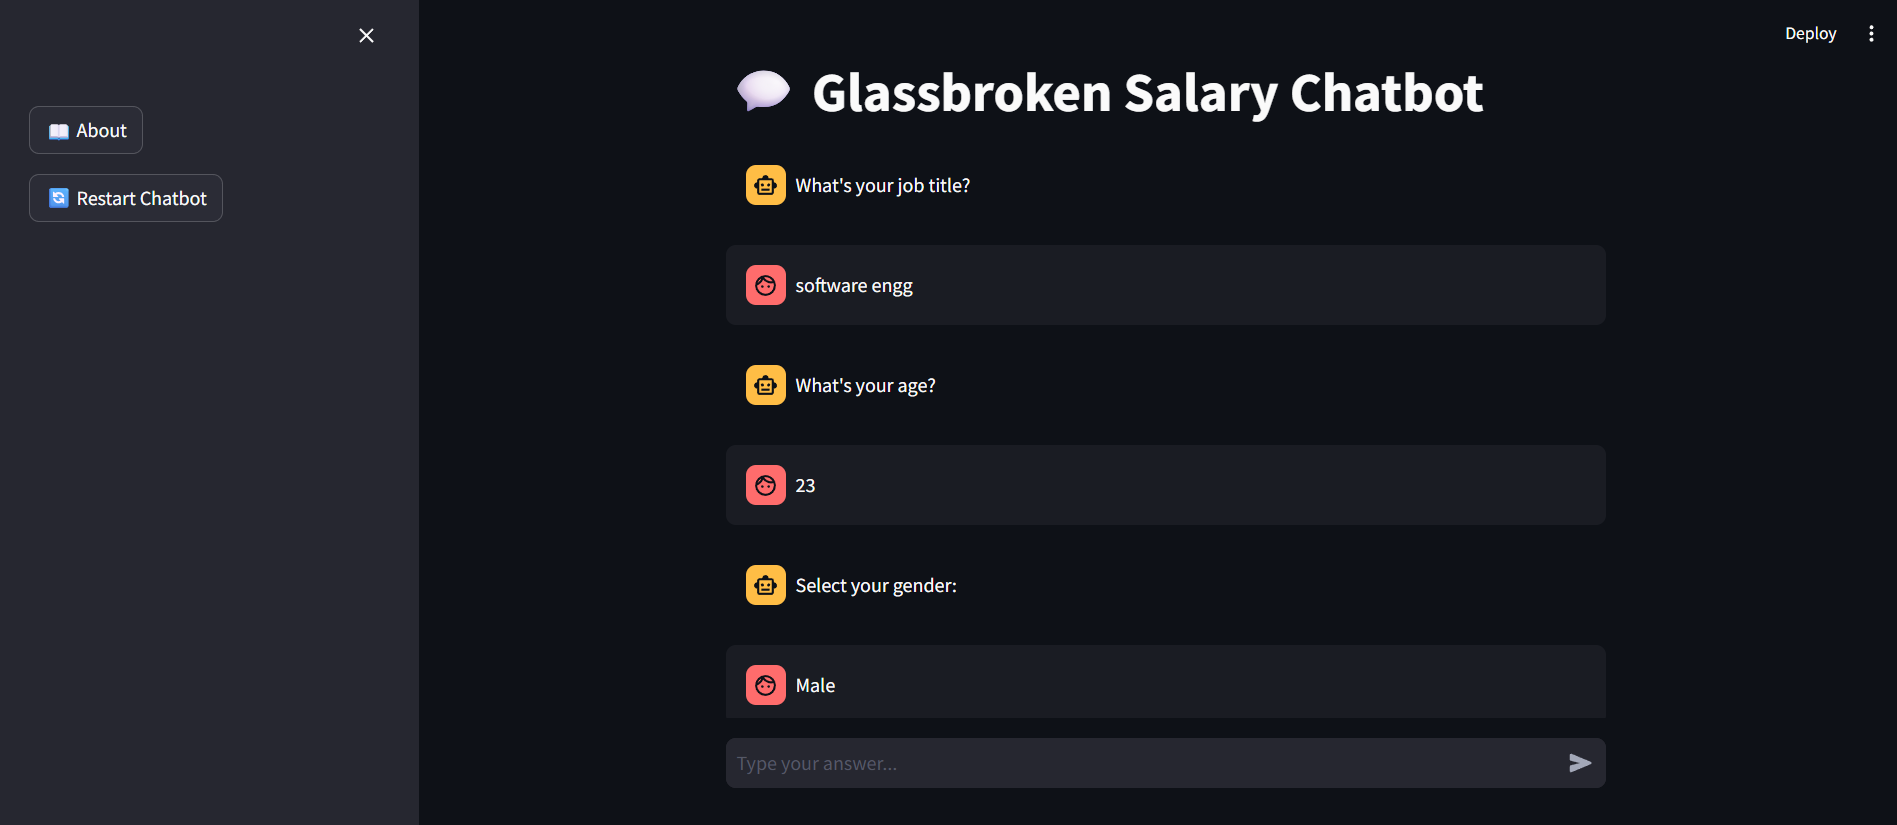 Deploy
About
Restart Chatbot
Glassbroken Salary Chatbot
What's your job title?
software engg
What's your age?
23
Select your gender:
Male
Type your answer...